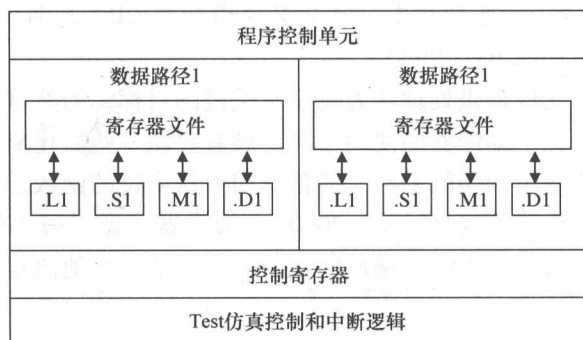 程序控制单元
数据路径1 数据路径1
寄存器文件 寄存器文件
.L1 .S1 .M1 .D1 .L1 .S1 .M1 .D1
控制寄存器
Test仿真控制和中断逻辑